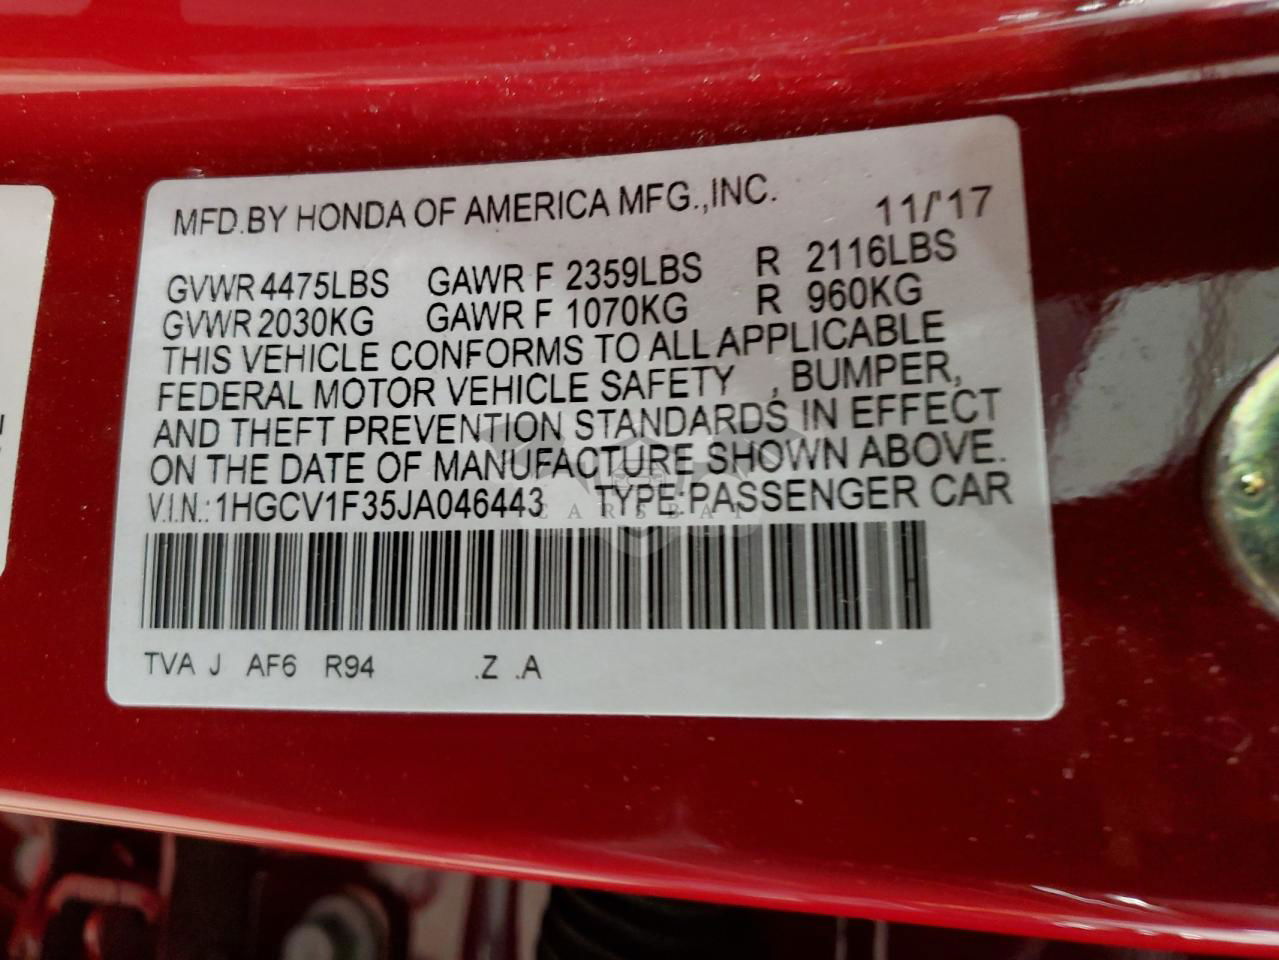 MFD.BY HONDA OF AMERICA MFG.,INC. 11/'17
GVWR 4475LBS GAWR F 2359LBS R 2116LBS
GVWR 2030KG GAWR F 1070KG R 960KG
THIS VEHICLE CONFORMS TO ALL APPLICABLE
FEDERAL MOTOR VEHICLE SAFETY , BUMPER,
AND THEFT PREVENTION STANDARDS IN EFFECT
ON THE DATE OF MANUFACTURE SHOWN ABOVE.
V.I.N.: 1HGCV1F35JA046443 TYPE:PASSENGER CAR
CARSBAT
TVA J AF6 R94 .Z .A